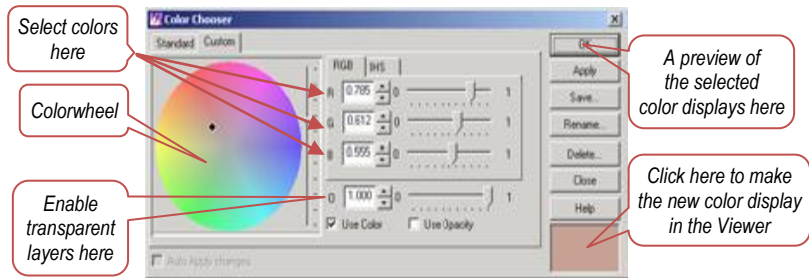 Color Chooser
Select colors
here
Standard Custom
OK
RGB IHS
Apply
A preview of
the selected
color displays here
R 0.785 0 1
Save...
Colorwheel
G 0.612 0 1
Rename...
B 0.555 0 1
Delete...
Close
Click here to make
the new color display
in the Viewer
Enable
transparent
layers here
O 1.000 0 1
Help
Use Color Use Opacity
Auto Apply changes